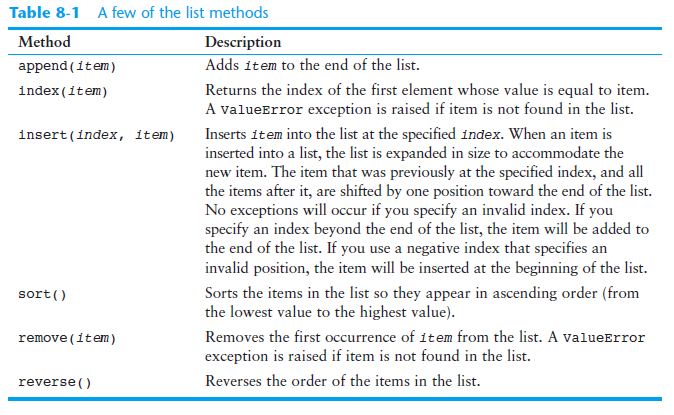 Table 8-1 A few of the list methods
Method Description
append(item) Adds item to the end of the list.
index(item) Returns the index of the first element whose value is equal to item.
A ValueError exception is raised if item is not found in the list.
insert(index, item) Inserts item into the list at the specified index. When an item is
inserted into a list, the list is expanded in size to accommodate the
new item. The item that was previously at the specified index, and all
the items after it, are shifted by one position toward the end of the list.
No exceptions will occur if you specify an invalid index. If you
specify an index beyond the end of the list, the item will be added to
the end of the list. If you use a negative index that specifies an
invalid position, the item will be inserted at the beginning of the list.
sort() Sorts the items in the list so they appear in ascending order (from
the lowest value to the highest value).
remove(item) Removes the first occurrence of item from the list. A ValueError
exception is raised if item is not found in the list.
reverse() Reverses the order of the items in the list.